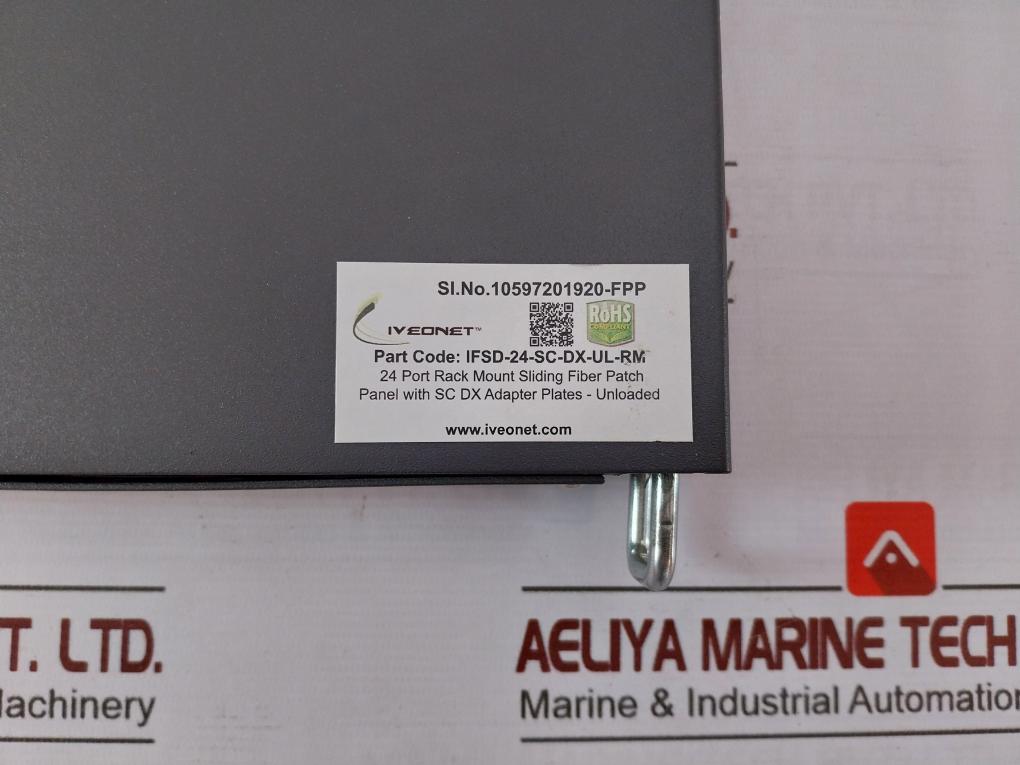 Sl.No.10597201920-FPP
IVEONET™
RoHS
COMPLIANT
Part Code: IFSD-24-SC-DX-UL-RM
24 Port Rack Mount Sliding Fiber Patch
Panel with SC DX Adapter Plates - Unloaded
www.iveonet.com
T. LTD.
Machinery
AELIYA MARINE TECH
Marine & Industrial Automation